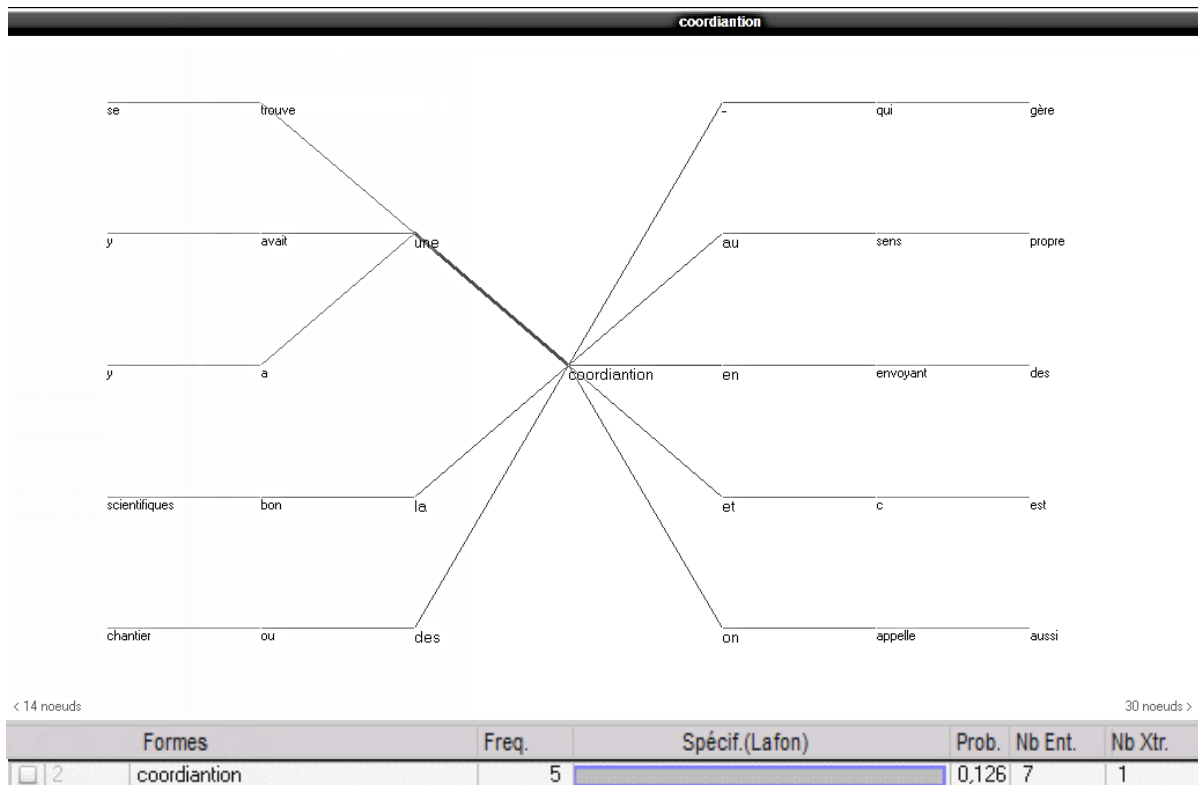 coordiantion
se trouve - qui gère
y avait une au sens propre
y a coordiantion en envoyant des
scientifiques bon la et c est
chantier ou des on appelle aussi
< 14 noeuds 30 noeuds >
Formes Freq. Spécif.(Lafon) Prob. Nb Ent. Nb Xtr.
2 coordiantion 5 0,126 7 1